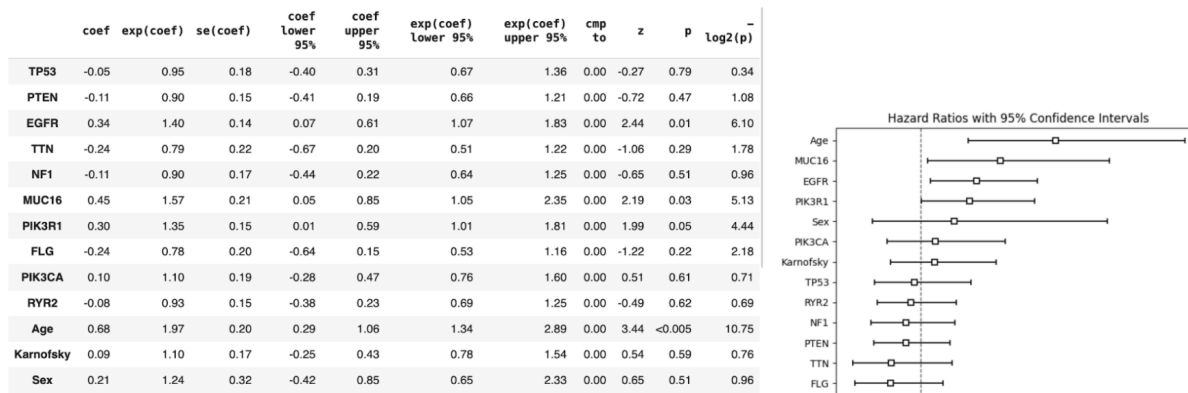 coef exp(coef) se(coef) coef lower 95% coef upper 95% exp(coef) lower 95% exp(coef) upper 95% cmp to z p –log2(p)
TP53 -0.05 0.95 0.18 -0.40 0.31 0.67 1.36 0.00 -0.27 0.79 0.34
PTEN -0.11 0.90 0.15 -0.41 0.19 0.66 1.21 0.00 -0.72 0.47 1.08
EGFR 0.34 1.40 0.14 0.07 0.61 1.07 1.83 0.00 2.44 0.01 6.10
TTN -0.24 0.79 0.22 -0.67 0.20 0.51 1.22 0.00 -1.06 0.29 1.78
NF1 -0.11 0.90 0.17 -0.44 0.22 0.64 1.25 0.00 -0.65 0.51 0.96
MUC16 0.45 1.57 0.21 0.05 0.85 1.05 2.35 0.00 2.19 0.03 5.13
PIK3R1 0.30 1.35 0.15 0.01 0.59 1.01 1.81 0.00 1.99 0.05 4.44
FLG -0.24 0.78 0.20 -0.64 0.15 0.53 1.16 0.00 -1.22 0.22 2.18
PIK3CA 0.10 1.10 0.19 -0.28 0.47 0.76 1.60 0.00 0.51 0.61 0.71
RYR2 -0.08 0.93 0.15 -0.38 0.23 0.69 1.25 0.00 -0.49 0.62 0.69
Age 0.68 1.97 0.20 0.29 1.06 1.34 2.89 0.00 3.44 <0.005 10.75
Karnofsky 0.09 1.10 0.17 -0.25 0.43 0.78 1.54 0.00 0.54 0.59 0.76
Sex 0.21 1.24 0.32 -0.42 0.85 0.65 2.33 0.00 0.65 0.51 0.96
Hazard Ratios with 95% Confidence Intervals
Age
MUC16
EGFR
PIK3R1
Sex
PIK3CA
Karnofsky
TP53
RYR2
NF1
PTEN
TTN
FLG